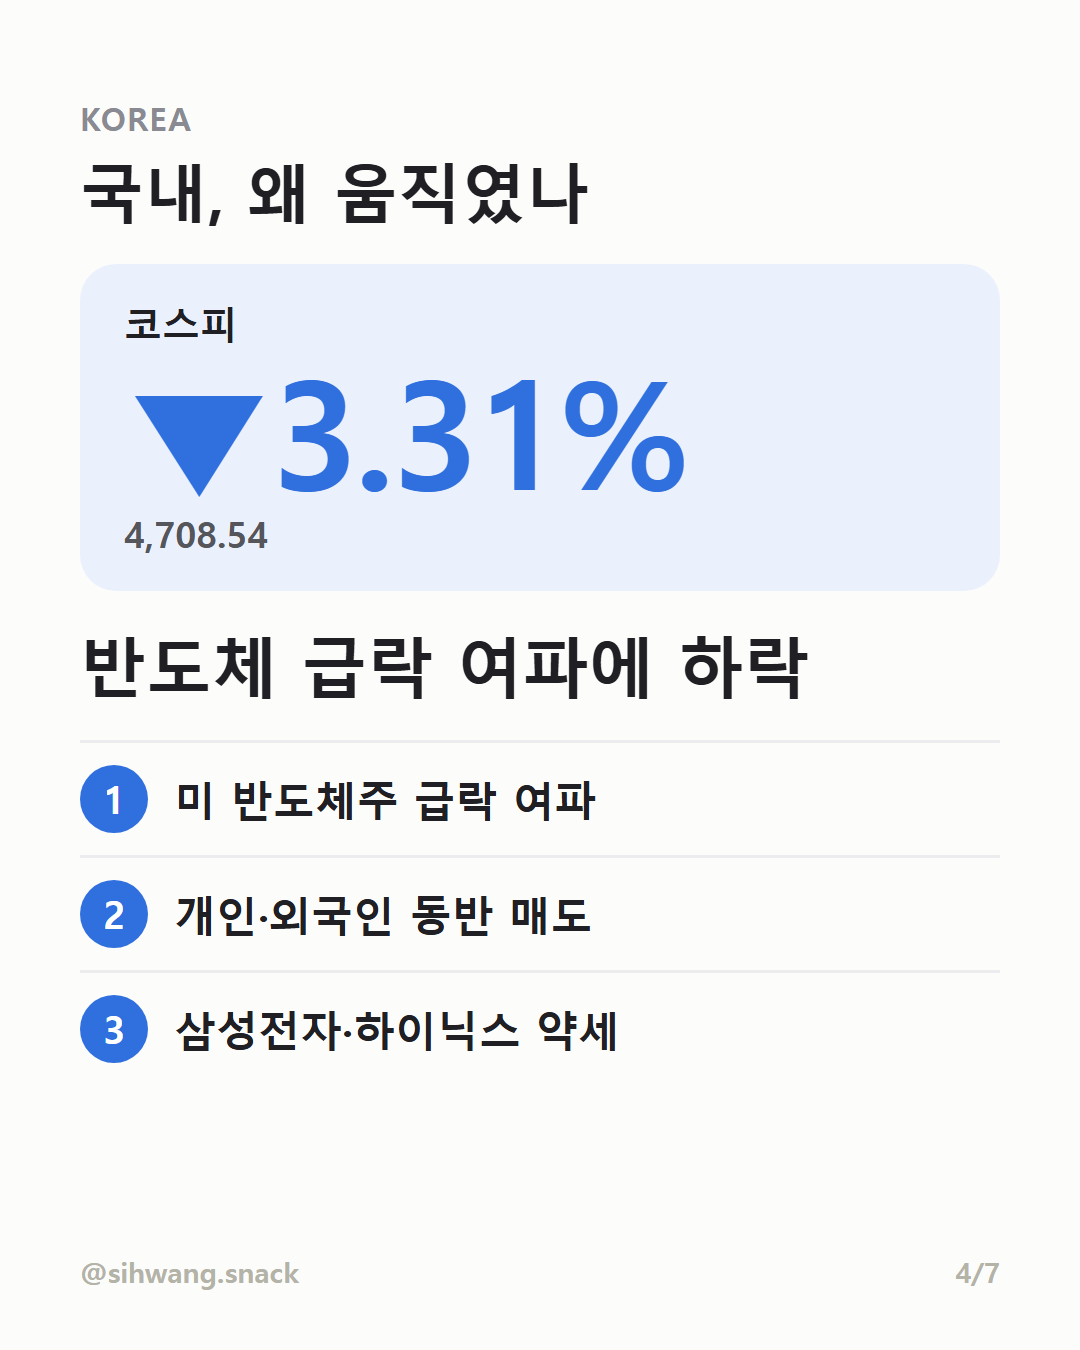 KOREA
국내, 왜 움직였나
코스피
▼3.31%
4,708.54
반도체 급락 여파에 하락
1 미 반도체주 급락 여파
2 개인·외국인 동반 매도
3 삼성전자·하이닉스 약세
@sihwang.snack
4/7